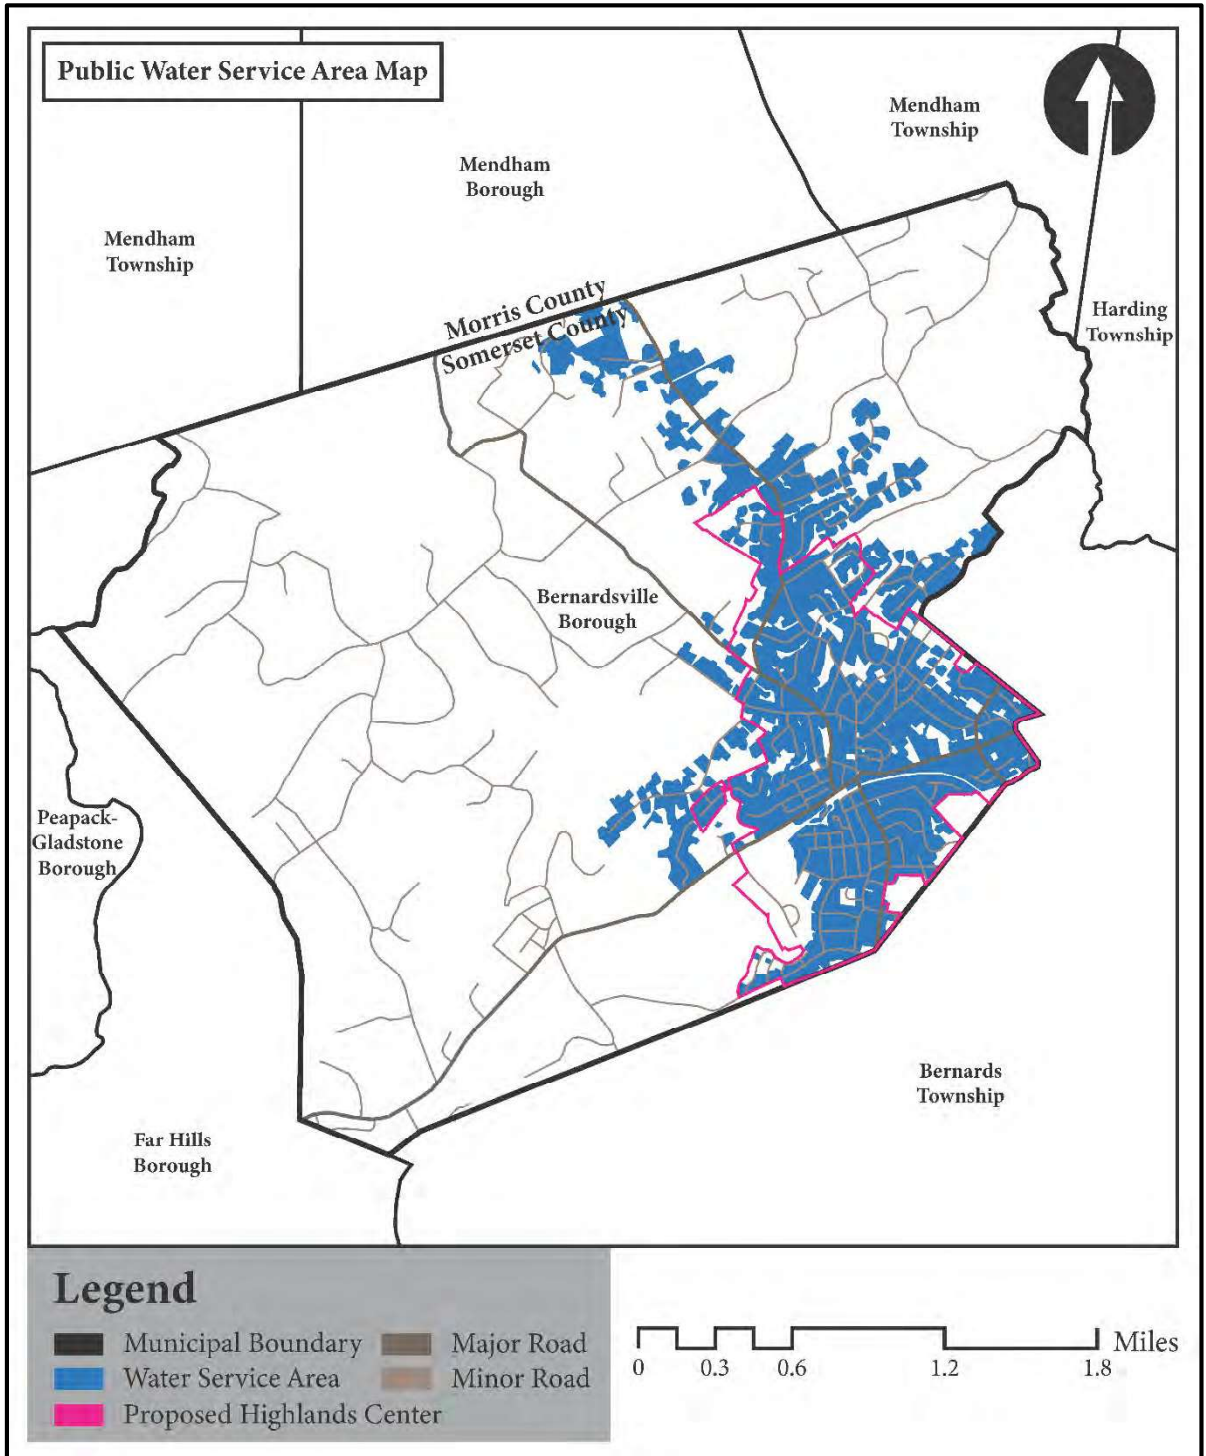 Public Water Service Area Map
Mendham
Township
Mendham
Borough
Mendham
Township
Morris County
Somerset County
Harding
Township
Bernardsville
Borough
Peapack-
Gladstone
Borough
Bernards
Township
Far Hills
Borough
Legend
Municipal Boundary
Major Road
Water Service Area
Minor Road
Proposed Highlands Center
Miles
0 0.3 0.6 1.2 1.8